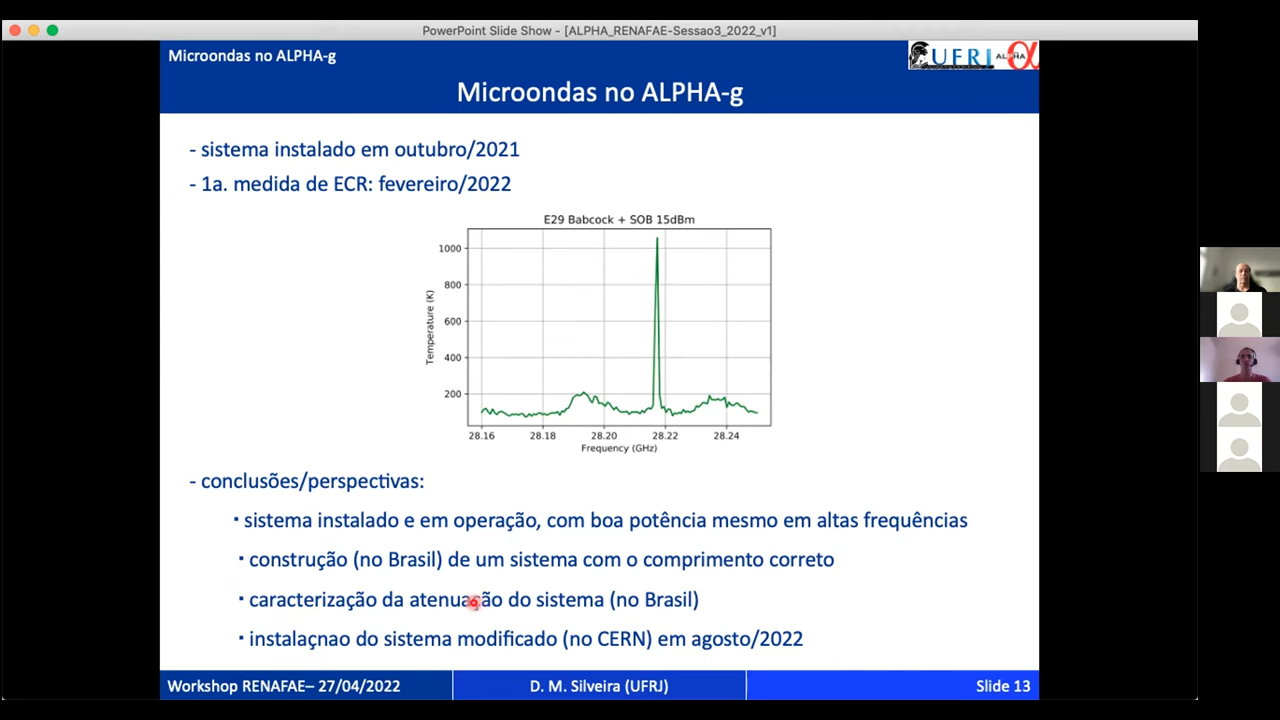 PowerPoint Slide Show - [ALPHA_RENAFAE-Sessao3_2022_v1]
Microondas no ALPHA-g
UFRJ ALPHA
Microondas no ALPHA-g
- sistema instalado em outubro/2021
- 1a. medida de ECR: fevereiro/2022
E29 Babcock + SOB 15dBm
1000
800
600
400
200
Temperature (K)
28.16 28.18 28.20 28.22 28.24
Frequency (GHz)
- conclusões/perspectivas:
· sistema instalado e em operação, com boa potência mesmo em altas frequências
· construção (no Brasil) de um sistema com o comprimento correto
· caracterização da atenuação do sistema (no Brasil)
· instalaçnao do sistema modificado (no CERN) em agosto/2022
Workshop RENAFAE– 27/04/2022
D. M. Silveira (UFRJ)
Slide 13